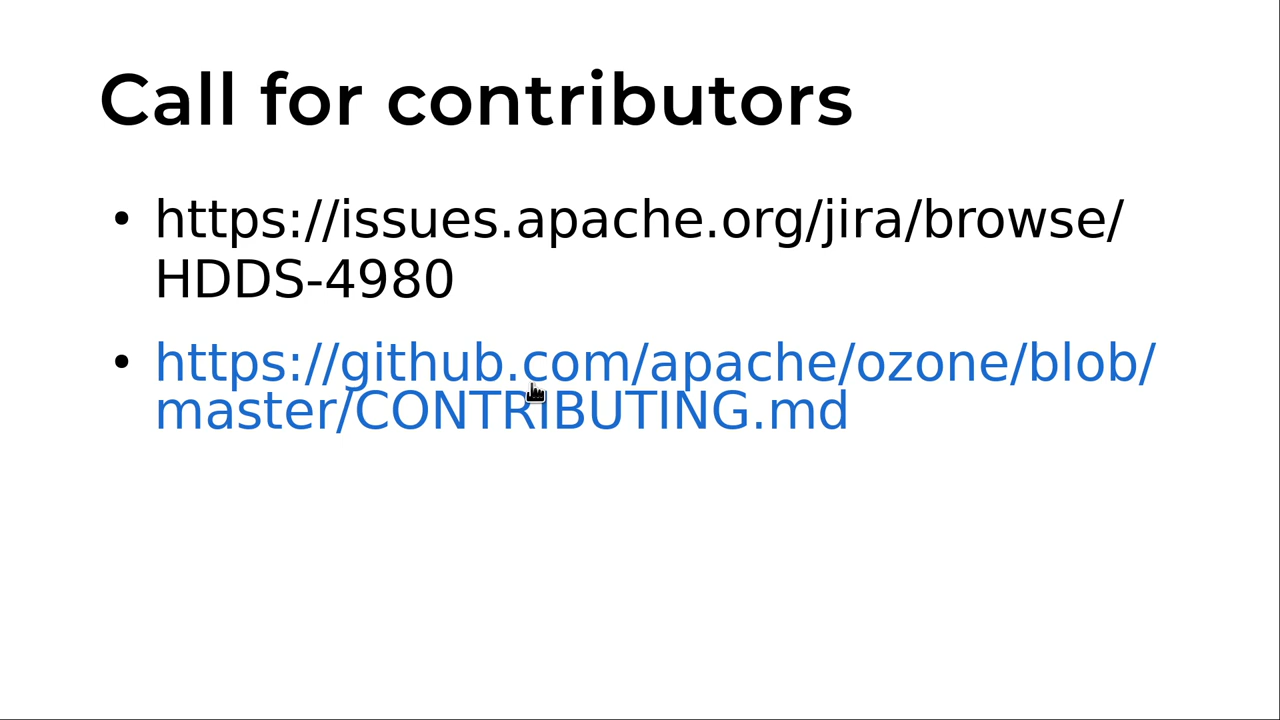 Call for contributors
• https://issues.apache.org/jira/browse/
HDDS-4980
• https://github.com/apache/ozone/blob/
master/CONTRIBUTING.md